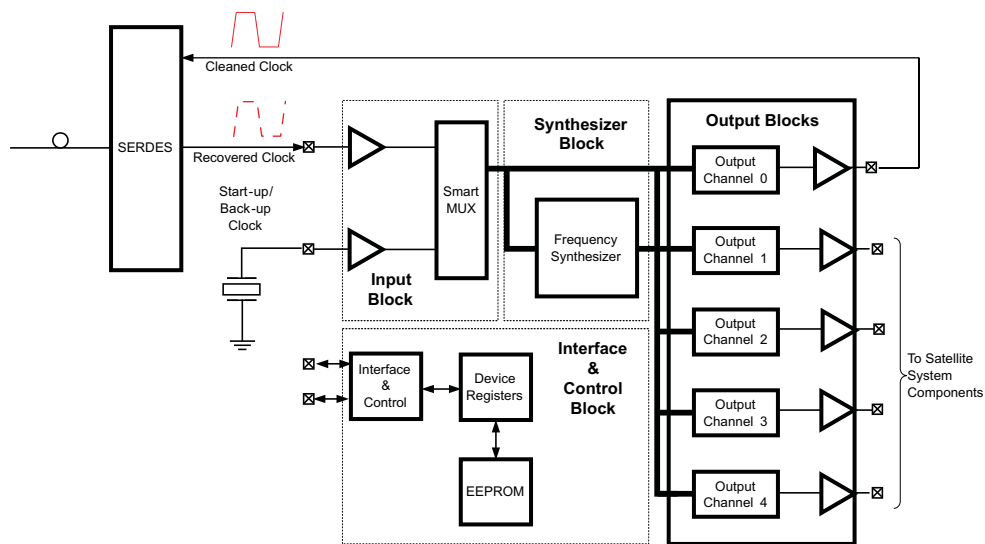 Cleaned Clock
SERDES
Recovered Clock
Start-up/
Back-up
Clock
Smart
MUX
Input
Block
Synthesizer
Block
Frequency
Synthesizer
Output Blocks
Output
Channel 0
Output
Channel 1
Output
Channel 2
Output
Channel 3
Output
Channel 4
To Satellite
System
Components
Interface
&
Control
Block
Interface
&
Control
Device
Registers
EEPROM